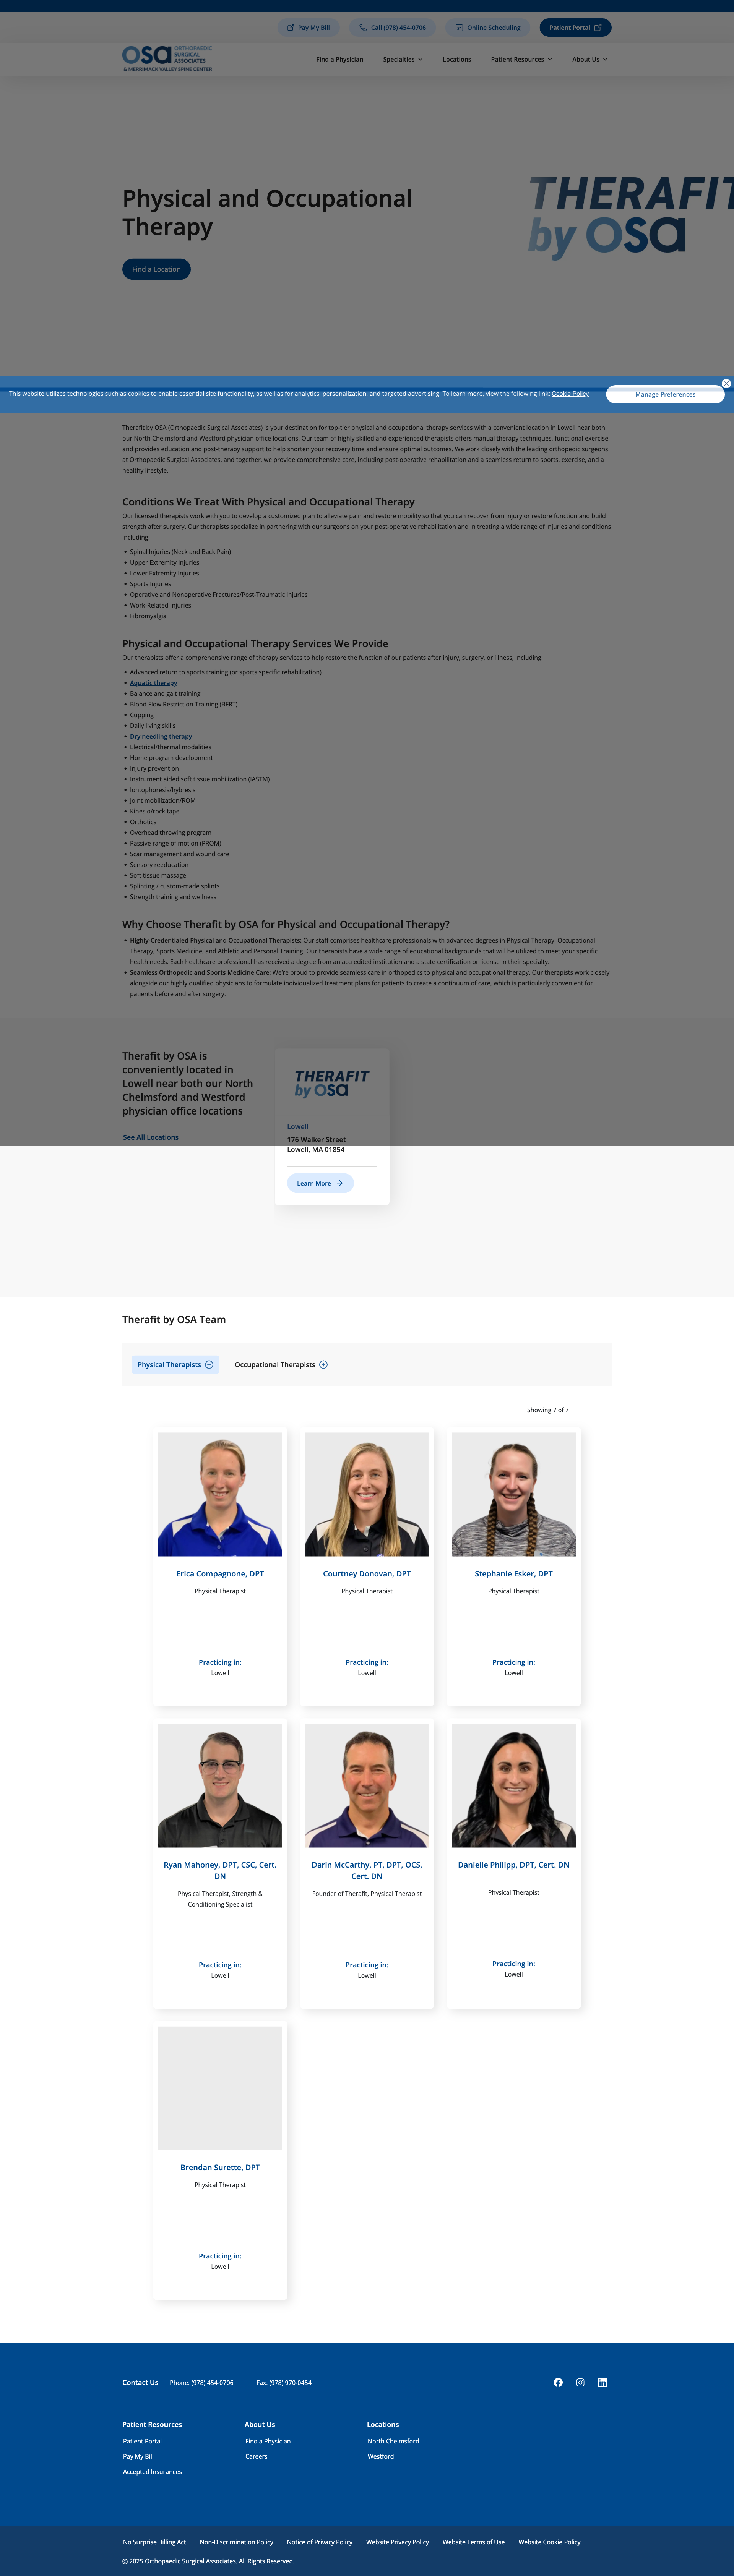 Pay My Bill
Call (978) 454-0706
Online Scheduling
Patient Portal
osa ORTHOPAEDIC
SURGICAL
ASSOCIATES
& MERRIMACK VALLEY SPINE CENTER
Find a Physician
Specialties
Locations
Patient Resources
About Us
Physical and Occupational
Therapy
Find a Location
THERAFIT
by osa
This website utilizes technologies such as cookies to enable essential site functionality, as well as for analytics, personalization, and targeted advertising. To learn more, view the following link: Cookie Policy
Manage Preferences
Therafit by OSA (Orthopaedic Surgical Associates) is your destination for top-tier physical and occupational therapy services with a convenient location in Lowell near both
our North Chelmsford and Westford physician office locations. Our team of highly skilled and experienced therapists offers manual therapy techniques, functional exercise,
and provides education and post-therapy support to help shorten your recovery time and ensure optimal outcomes. We work closely with the leading orthopedic surgeons
at Orthopaedic Surgical Associates, and together, we provide comprehensive care, including post-operative rehabilitation and a seamless return to sports, exercise, and a
healthy lifestyle.
Conditions We Treat With Physical and Occupational Therapy
Our licensed therapists work with you to develop a customized plan to alleviate pain and restore mobility so that you can recover from injury or restore function and build
strength after surgery. Our therapists specialize in partnering with our surgeons on your post-operative rehabilitation and in treating a wide range of injuries and conditions
including:
• Spinal Injuries (Neck and Back Pain)
• Upper Extremity Injuries
• Lower Extremity Injuries
• Sports Injuries
• Operative and Nonoperative Fractures/Post-Traumatic Injuries
• Work-Related Injuries
• Fibromyalgia
Physical and Occupational Therapy Services We Provide
Our therapists offer a comprehensive range of therapy services to help restore the function of our patients after injury, surgery, or illness, including:
• Advanced return to sports training (or sports specific rehabilitation)
• Aquatic therapy
• Balance and gait training
• Blood Flow Restriction Training (BFRT)
• Cupping
• Daily living skills
• Dry needling therapy
• Electrical/thermal modalities
• Home program development
• Injury prevention
• Instrument aided soft tissue mobilization (IASTM)
• Iontophoresis/hybresis
• Joint mobilization/ROM
• Kinesio/rock tape
• Orthotics
• Overhead throwing program
• Passive range of motion (PROM)
• Scar management and wound care
• Sensory reeducation
• Soft tissue massage
• Splinting / custom-made splints
• Strength training and wellness
Why Choose Therafit by OSA for Physical and Occupational Therapy?
• Highly-Credentialed Physical and Occupational Therapists: Our staff comprises healthcare professionals with advanced degrees in Physical Therapy, Occupational
Therapy, Sports Medicine, and Athletic and Personal Training. Our therapists have a wide range of educational backgrounds that will be utilized to meet your specific
health needs. Each healthcare professional has received a degree from an accredited institution and a state certification or license in their specialty.
• Seamless Orthopedic and Sports Medicine Care: We're proud to provide seamless care in orthopedics to physical and occupational therapy. Our therapists work closely
alongside our highly qualified physicians to formulate individualized treatment plans for patients to create a continuum of care, which is particularly convenient for
patients before and after surgery.
Therafit by OSA is
conveniently located in
Lowell near both our North
Chelmsford and Westford
physician office locations
See All Locations
THERAFIT
by osa
Lowell
176 Walker Street
Lowell, MA 01854
Learn More
Therafit by OSA Team
Physical Therapists
Occupational Therapists
Showing 7 of 7
Erica Compagnone, DPT
Physical Therapist
Practicing in:
Lowell
Courtney Donovan, DPT
Physical Therapist
Practicing in:
Lowell
Stephanie Esker, DPT
Physical Therapist
Practicing in:
Lowell
Ryan Mahoney, DPT, CSC, Cert.
DN
Physical Therapist, Strength &
Conditioning Specialist
Practicing in:
Lowell
Darin McCarthy, PT, DPT, OCS,
Cert. DN
Founder of Therafit, Physical Therapist
Practicing in:
Lowell
Danielle Philipp, DPT, Cert. DN
Physical Therapist
Practicing in:
Lowell
Brendan Surette, DPT
Physical Therapist
Practicing in:
Lowell
Contact Us
Phone: (978) 454-0706
Fax: (978) 970-0454
Patient Resources
Patient Portal
Pay My Bill
Accepted Insurances
About Us
Find a Physician
Careers
Locations
North Chelmsford
Westford
No Surprise Billing Act
Non-Discrimination Policy
Notice of Privacy Policy
Website Privacy Policy
Website Terms of Use
Website Cookie Policy
© 2025 Orthopaedic Surgical Associates. All Rights Reserved.